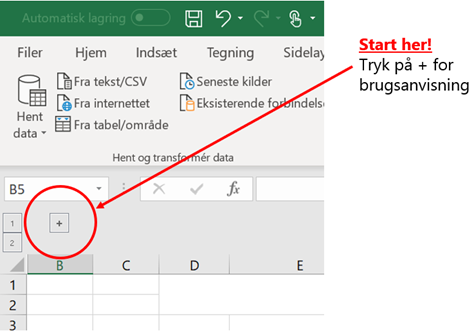 Automatisk lagring
Filer Hjem Indsæt Tegning Sidelay
Hent
data
Fra tekst/CSV
Fra internettet
Fra tabel/område
Seneste kilder
Eksisterende forbindelse
Hent og transformér data
B5 fx
1
2
+
B C D E
1
2
3
Start her!
Tryk på + for
brugsanvisning